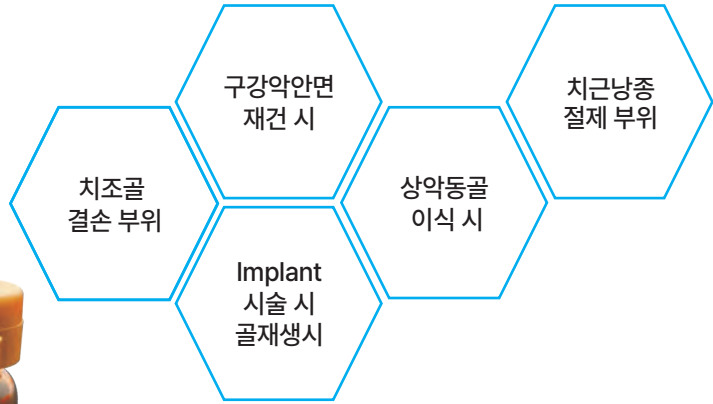 구강악안면
재건 시
치근낭종
절제 부위
치조골
결손 부위
상악동골
이식 시
Implant
시술 시
골재생시